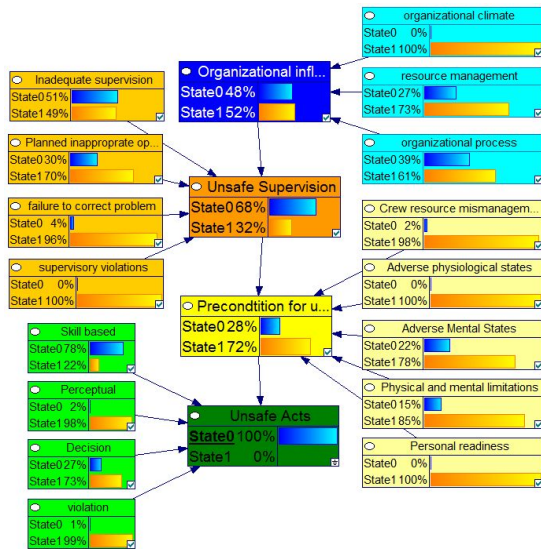 organizational climate
State0 0%
State1 100%
Inadequate supervision
State0 51%
State1 49%
Organizational infl...
State0 48%
State1 52%
resource management
State0 27%
State1 73%
Planned inapproprate op...
State0 30%
State1 70%
organizational process
State0 39%
State1 61%
Unsafe Supervision
State0 68%
State1 32%
failure to correct problem
State0 4%
State1 96%
Crew resource mismanagem...
State0 2%
State1 98%
supervisory violations
State0 0%
State1 100%
Adverse physiological states
State0 0%
State1 100%
Precondtition for u...
State0 28%
State1 72%
Skill based
State0 78%
State1 22%
Adverse Mental States
State0 22%
State1 78%
Perceptual
State0 2%
State1 98%
Physical and mental limitations
State0 15%
State1 85%
Unsafe Acts
State0 100%
State1 0%
Decision
State0 27%
State1 73%
Personal readiness
State0 0%
State1 100%
violation
State0 1%
State1 99%